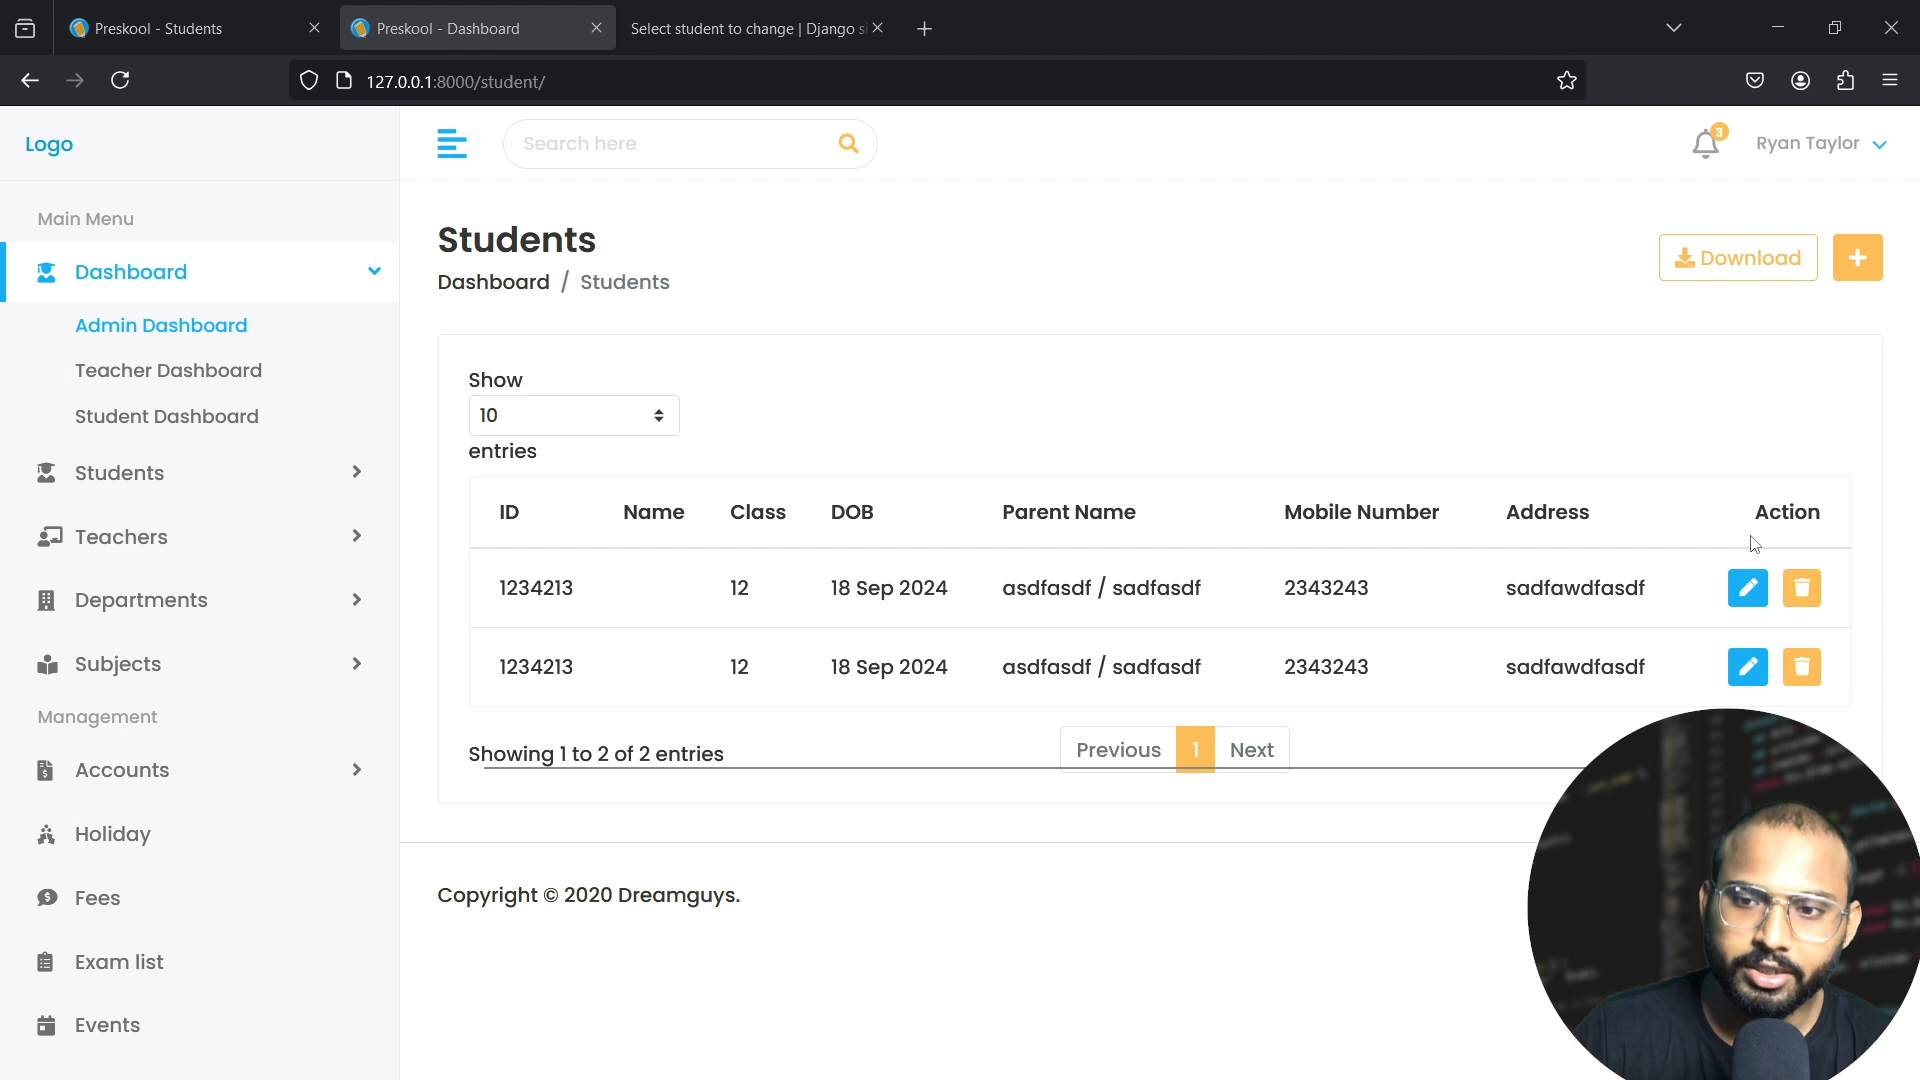 Preskool - Students
Preskool - Dashboard
Select student to change | Django si
127.0.0.1:8000/student/
Logo
Search here
3
Ryan Taylor
Main Menu
Dashboard
Admin Dashboard
Teacher Dashboard
Student Dashboard
Students
Teachers
Departments
Subjects
Management
Accounts
Holiday
Fees
Exam list
Events
Students
Dashboard / Students
Download
Show
10
entries
ID Name Class DOB Parent Name Mobile Number Address Action
1234213 12 18 Sep 2024 asdfasdf / sadfasdf 2343243 sadfawdfasdf
1234213 12 18 Sep 2024 asdfasdf / sadfasdf 2343243 sadfawdfasdf
Showing 1 to 2 of 2 entries
Previous 1 Next
Copyright © 2020 Dreamguys.